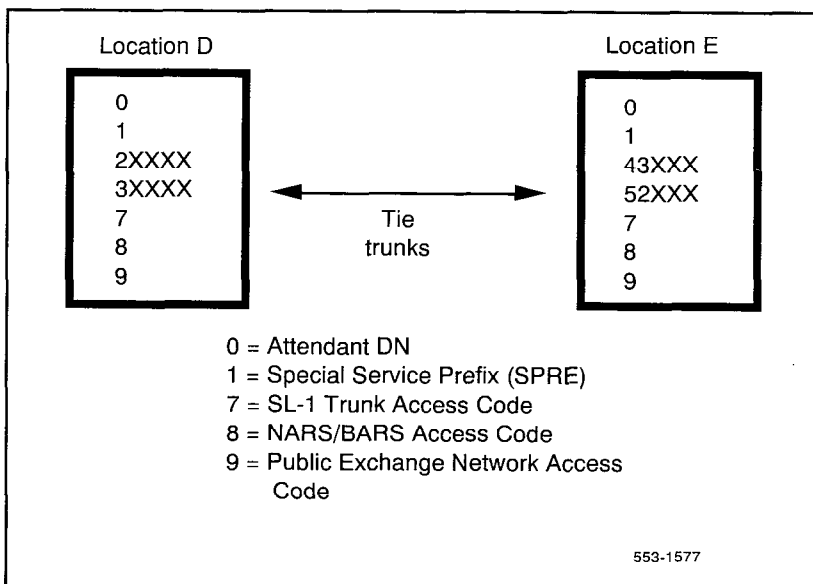 Location D
0
1
2XXXX
3XXXX
7
8
9
Tie
trunks
Location E
0
1
43XXX
52XXX
7
8
9
0 = Attendant DN
1 = Special Service Prefix (SPRE)
7 = SL-1 Trunk Access Code
8 = NARS/BARS Access Code
9 = Public Exchange Network Access
Code
553-1577